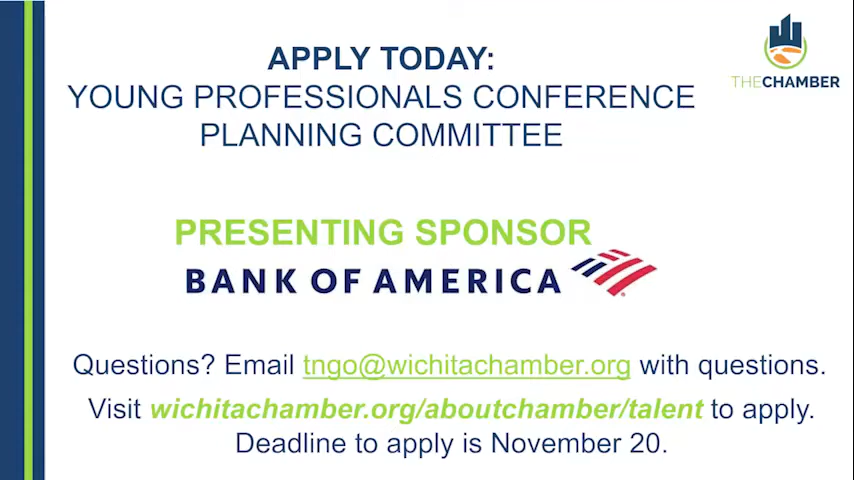 APPLY TODAY:
YOUNG PROFESSIONALS CONFERENCE
PLANNING COMMITTEE
THECHAMBER
PRESENTING SPONSOR
BANK OF AMERICA
Questions? Email tngo@wichitachamber.org with questions.
Visit wichitachamber.org/aboutchamber/talent to apply.
Deadline to apply is November 20.